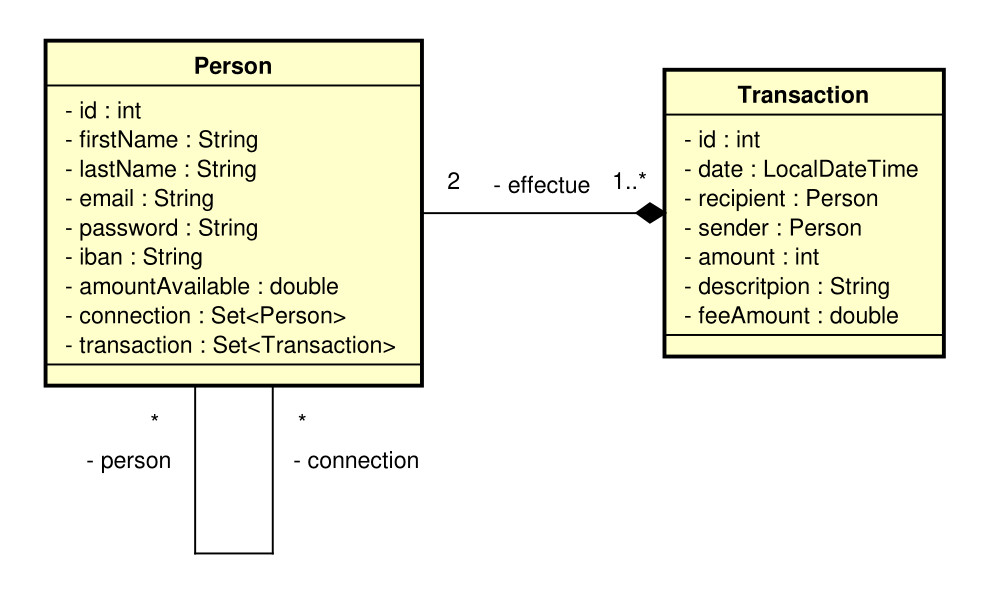 Person
- id : int
- firstName : String
- lastName : String
- email : String
- password : String
- iban : String
- amountAvailable : double
- connection : Set<Person>
- transaction : Set<Transaction>
2
- effectue
1..*
Transaction
- id : int
- date : LocalDateTime
- recipient : Person
- sender : Person
- amount : int
- descritpion : String
- feeAmount : double
*
- person
*
- connection